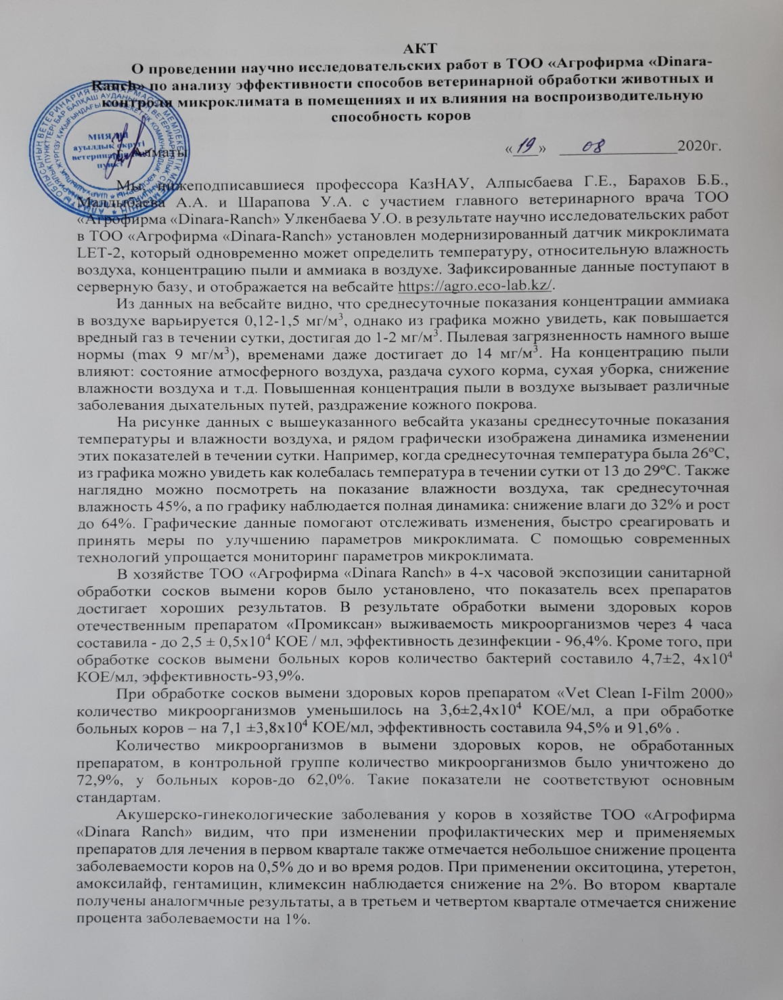 АКТ
О проведении научно исследовательских работ в ТОО «Агрофирма «Dinara-
Ranch» по анализу эффективности способов ветеринарной обработки животных и
контроля микроклимата в помещениях и их влияния на воспроизводительную
способность коров
МИЯЛЫ
ауылдық округі
ветеринариялық
пункт
г. Алматы
«19» 08 2020г.
Мы, нижеподписавшиеся профессора КазНАУ, Алпысбаева Г.Е., Барахов Б.Б.,
Малдыбаева А.А. и Шарапова У.А. с участием главного ветеринарного врача ТОО
«Агрофирма «Dinara-Ranch» Улкенбаева У.О. в результате научно исследовательских работ
в ТОО «Агрофирма «Dinara-Ranch» установлен модернизированный датчик микроклимата
LET-2, который одновременно может определить температуру, относительную влажность
воздуха, концентрацию пыли и аммиака в воздухе. Зафиксированные данные поступают в
серверную базу, и отображается на вебсайте https://agro.eco-lab.kz/.
Из данных на вебсайте видно, что среднесуточные показания концентрации аммиака
в воздухе варьируется 0,12-1,5 мг/м³, однако из графика можно увидеть, как повышается
вредный газ в течении сутки, достигая до 1-2 мг/м³. Пылевая загрязненность намного выше
нормы (max 9 мг/м³), временами даже достигает до 14 мг/м³. На концентрацию пыли
влияют: состояние атмосферного воздуха, раздача сухого корма, сухая уборка, снижение
влажности воздуха и т.д. Повышенная концентрация пыли в воздухе вызывает различные
заболевания дыхательных путей, раздражение кожного покрова.
На рисунке данных с вышеуказанного вебсайта указаны среднесуточные показания
температуры и влажности воздуха, и рядом графически изображена динамика изменении
этих показателей в течении сутки. Например, когда среднесуточная температура была 26ºС,
из графика можно увидеть как колебалась температура в течении сутки от 13 до 29ºС. Также
наглядно можно посмотреть на показание влажности воздуха, так среднесуточная
влажность 45%, а по графику наблюдается полная динамика: снижение влаги до 32% и рост
до 64%. Графические данные помогают отслеживать изменения, быстро среагировать и
принять меры по улучшению параметров микроклимата. С помощью современных
технологий упрощается мониторинг параметров микроклимата.
В хозяйстве ТОО «Агрофирма «Dinara Ranch» в 4-х часовой экспозиции санитарной
обработки сосков вымени коров было установлено, что показатель всех препаратов
достигает хороших результатов. В результате обработки вымени здоровых коров
отечественным препаратом «Промиксан» выживаемость микроорганизмов через 4 часа
составила - до 2,5 ± 0,5х10⁴ КОЕ / мл, эффективность дезинфекции - 96,4%. Кроме того, при
обработке сосков вымени больных коров количество бактерий составило 4,7±2, 4х10⁴
КОЕ/мл, эффективность-93,9%.
При обработке сосков вымени здоровых коров препаратом «Vet Clean I-Film 2000»
количество микроорганизмов уменьшилось на 3,6±2,4х10⁴ КОЕ/мл, а при обработке
больных коров – на 7,1 ±3,8х10⁴ КОЕ/мл, эффективность составила 94,5% и 91,6% .
Количество микроорганизмов в вымени здоровых коров, не обработанных
препаратом, в контрольной группе количество микроорганизмов было уничтожено до
72,9%, у больных коров-до 62,0%. Такие показатели не соответствуют основным
стандартам.
Акушерско-гинекологические заболевания у коров в хозяйстве ТОО «Агрофирма
«Dinara Ranch» видим, что при изменении профилактических мер и применяемых
препаратов для лечения в первом квартале также отмечается небольшое снижение процента
заболеваемости коров на 0,5% до и во время родов. При применении окситоцина, утеретон,
амоксилайф, гентамицин, климексин наблюдается снижение на 2%. Во втором квартале
получены аналогмчные результаты, а в третьем и четвертом квартале отмечается снижение
процента заболеваемости на 1%.